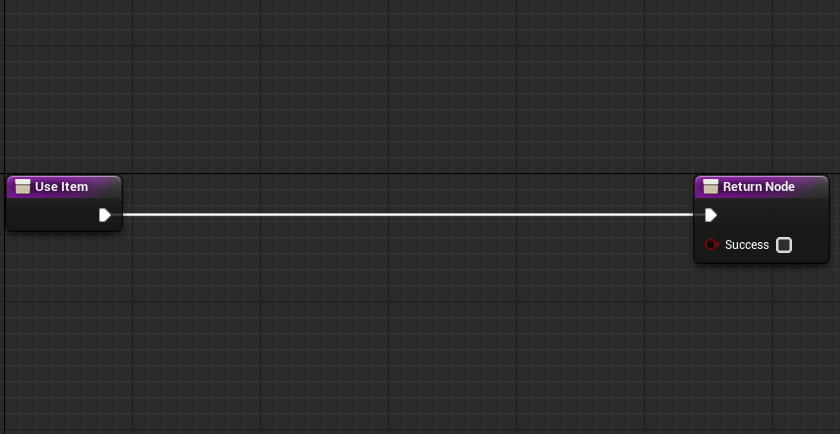 Use Item
Return Node
Success